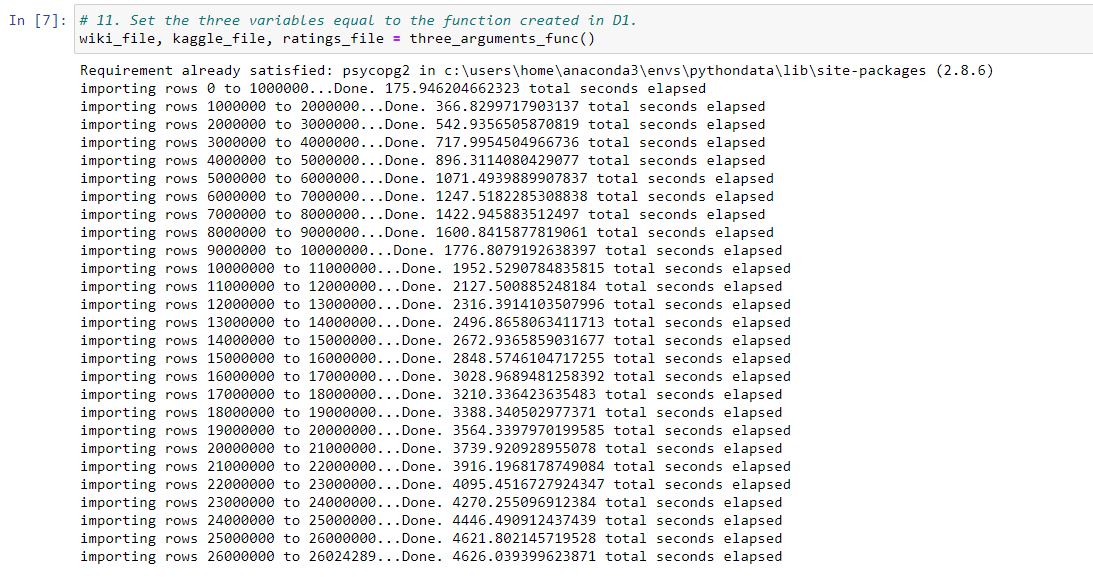 In [7]: # 11. Set the three variables equal to the function created in D1.
wiki_file, kaggle_file, ratings_file = three_arguments_func()
Requirement already satisfied: psycopg2 in c:\users\home\anaconda3\envs\pythondata\lib\site-packages (2.8.6)
importing rows 0 to 1000000...Done. 175.946204662323 total seconds elapsed
importing rows 1000000 to 2000000...Done. 366.8299717903137 total seconds elapsed
importing rows 2000000 to 3000000...Done. 542.9356505870819 total seconds elapsed
importing rows 3000000 to 4000000...Done. 717.9954504966736 total seconds elapsed
importing rows 4000000 to 5000000...Done. 896.3114080429077 total seconds elapsed
importing rows 5000000 to 6000000...Done. 1071.4939889907837 total seconds elapsed
importing rows 6000000 to 7000000...Done. 1247.5182285308838 total seconds elapsed
importing rows 7000000 to 8000000...Done. 1422.945883512497 total seconds elapsed
importing rows 8000000 to 9000000...Done. 1600.8415877819061 total seconds elapsed
importing rows 9000000 to 10000000...Done. 1776.8079192638397 total seconds elapsed
importing rows 10000000 to 11000000...Done. 1952.5290784835815 total seconds elapsed
importing rows 11000000 to 12000000...Done. 2127.500885248184 total seconds elapsed
importing rows 12000000 to 13000000...Done. 2316.3914103507996 total seconds elapsed
importing rows 13000000 to 14000000...Done. 2496.8658063411713 total seconds elapsed
importing rows 14000000 to 15000000...Done. 2672.9365859031677 total seconds elapsed
importing rows 15000000 to 16000000...Done. 2848.5746104717255 total seconds elapsed
importing rows 16000000 to 17000000...Done. 3028.9689481258392 total seconds elapsed
importing rows 17000000 to 18000000...Done. 3210.336423635483 total seconds elapsed
importing rows 18000000 to 19000000...Done. 3388.340502977371 total seconds elapsed
importing rows 19000000 to 20000000...Done. 3564.3397970199585 total seconds elapsed
importing rows 20000000 to 21000000...Done. 3739.920928955078 total seconds elapsed
importing rows 21000000 to 22000000...Done. 3916.1968178749084 total seconds elapsed
importing rows 22000000 to 23000000...Done. 4095.4516727924347 total seconds elapsed
importing rows 23000000 to 24000000...Done. 4270.255096912384 total seconds elapsed
importing rows 24000000 to 25000000...Done. 4446.490912437439 total seconds elapsed
importing rows 25000000 to 26000000...Done. 4621.802145719528 total seconds elapsed
importing rows 26000000 to 26024289...Done. 4626.039399623871 total seconds elapsed